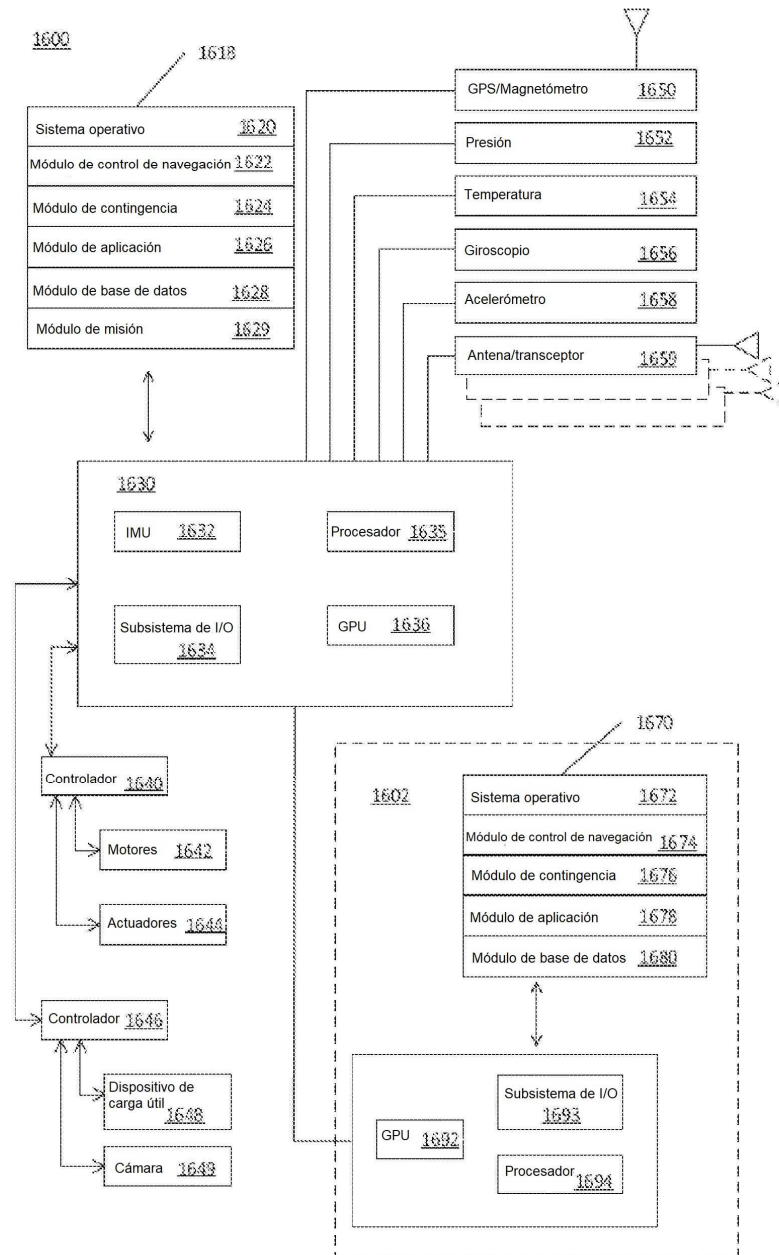 1600
1618
Sistema operativo 1620
Módulo de control de navegación 1622
Módulo de contingencia 1624
Módulo de aplicación 1626
Módulo de base de datos 1628
Módulo de misión 1629
GPS/Magnetómetro 1650
Presión 1652
Temperatura 1654
Giroscopio 1656
Acelerómetro 1658
Antena/transceptor 1659
1630
IMU 1632
Procesador 1635
Subsistema de I/O
1634
GPU 1636
Controlador 1640
Motores 1642
Actuadores 1644
Controlador 1646
Dispositivo de
carga útil 1648
Cámara 1649
1670
1602
Sistema operativo 1672
Módulo de control de navegación 1674
Módulo de contingencia 1676
Módulo de aplicación 1678
Módulo de base de datos 1680
Subsistema de I/O
1693
GPU 1692
Procesador 1694